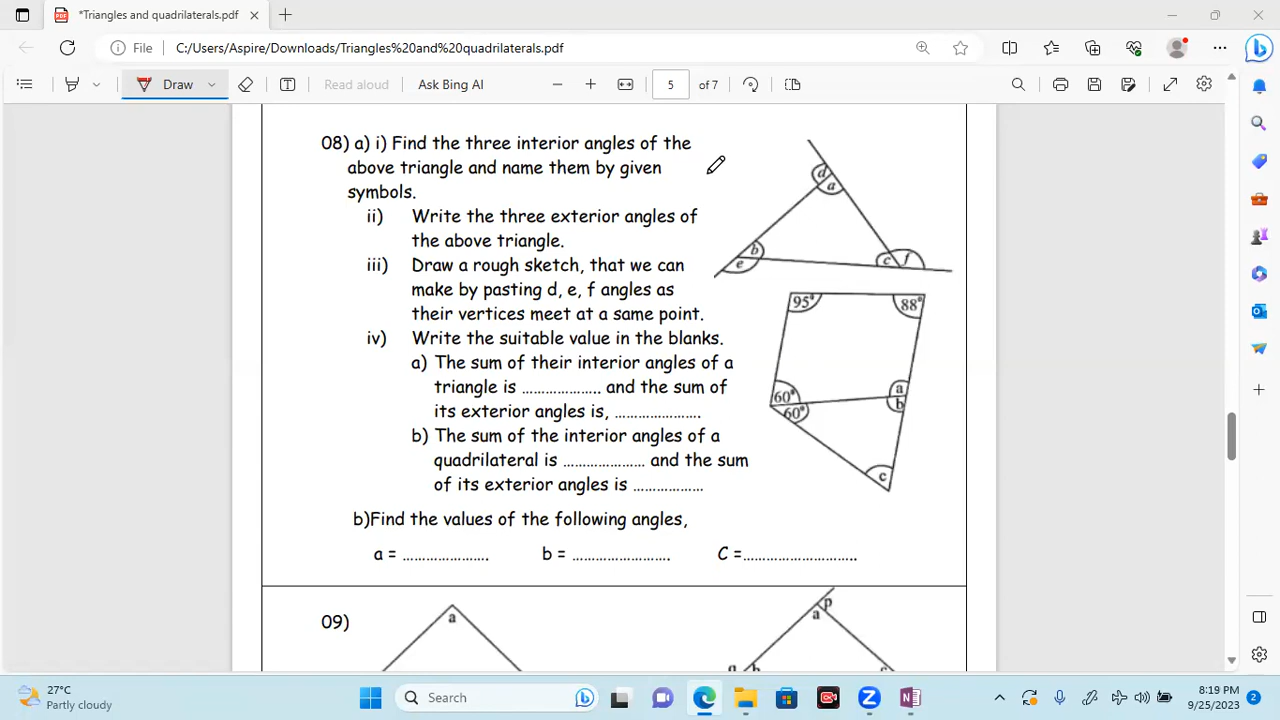 *Triangles and quadrilaterals.pdf
File C:/Users/Aspire/Downloads/Triangles%20and%20quadrilaterals.pdf
Draw Read aloud Ask Bing AI 5 of 7
08) a) i) Find the three interior angles of the
above triangle and name them by given
symbols.
ii) Write the three exterior angles of
the above triangle.
iii) Draw a rough sketch, that we can
make by pasting d, e, f angles as
their vertices meet at a same point.
iv) Write the suitable value in the blanks.
a) The sum of their interior angles of a
triangle is ……………….. and the sum of
its exterior angles is, ………………….
b) The sum of the interior angles of a
quadrilateral is ………………… and the sum
of its exterior angles is ………………
b)Find the values of the following angles,
a = …………………. b = ……………………. C =………………………..
d
a
b
e
c f
95° 88°
60° a
60° b
c
09)
a
p
a
q b c
27°C
Partly cloudy
Search
8:19 PM
9/25/2023
2